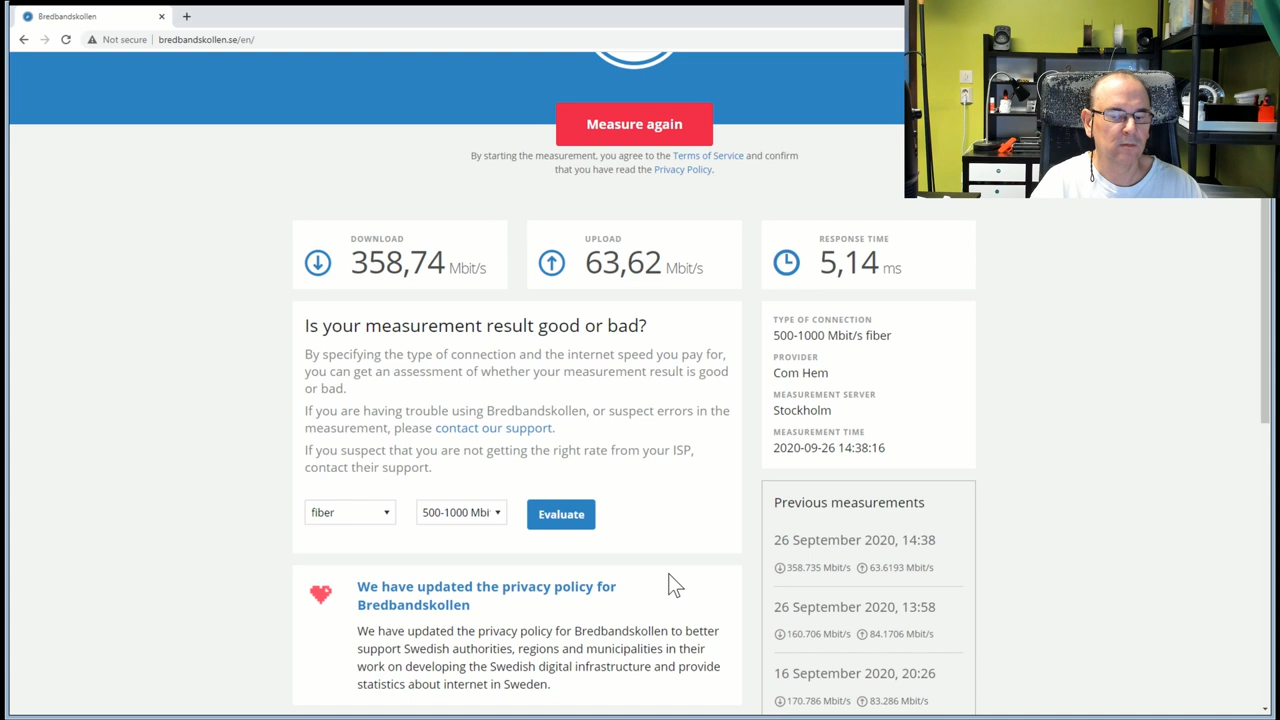 Bredbandskollen
Not secure
bredbandskollen.se/en/
Measure again
By starting the measurement, you agree to the Terms of Service and confirm
that you have read the Privacy Policy.
DOWNLOAD
358,74 Mbit/s
UPLOAD
63,62 Mbit/s
RESPONSE TIME
5,14 ms
Is your measurement result good or bad?
By specifying the type of connection and the internet speed you pay for,
you can get an assessment of whether your measurement result is good
or bad.
If you are having trouble using Bredbandskollen, or suspect errors in the
measurement, please contact our support.
If you suspect that you are not getting the right rate from your ISP,
contact their support.
fiber
500-1000 Mbi
Evaluate
We have updated the privacy policy for
Bredbandskollen
We have updated the privacy policy for Bredbandskollen to better
support Swedish authorities, regions and municipalities in their
work on developing the Swedish digital infrastructure and provide
statistics about internet in Sweden.
TYPE OF CONNECTION
500-1000 Mbit/s fiber
PROVIDER
Com Hem
MEASUREMENT SERVER
Stockholm
MEASUREMENT TIME
2020-09-26 14:38:16
Previous measurements
26 September 2020, 14:38
358.735 Mbit/s 63.6193 Mbit/s
26 September 2020, 13:58
160.706 Mbit/s 84.1706 Mbit/s
16 September 2020, 20:26
170.786 Mbit/s 83.286 Mbit/s